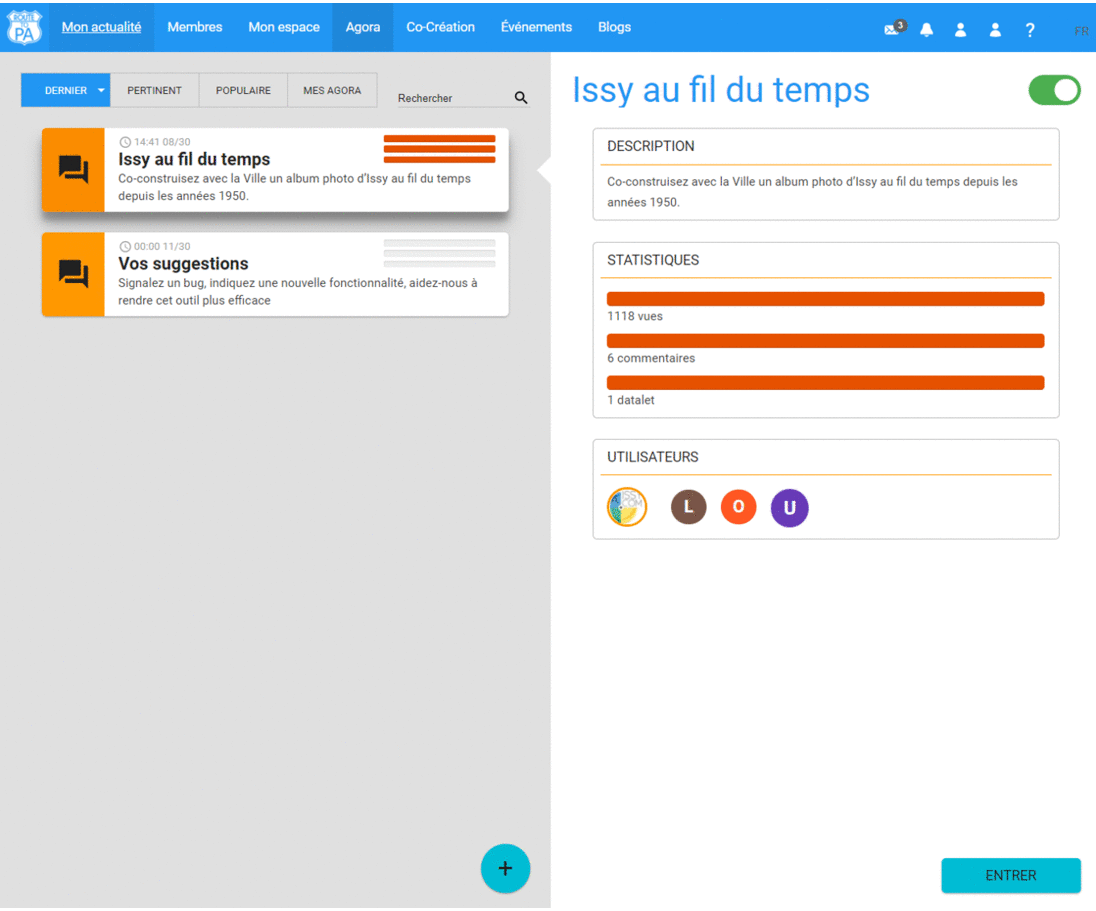 ROUTE
TO
PA
Mon actualité
Membres
Mon espace
Agora
Co-Création
Événements
Blogs
3
?
FR
DERNIER
PERTINENT
POPULAIRE
MES AGORA
Rechercher
14:41 08/30
Issy au fil du temps
Co-construisez avec la Ville un album photo d'Issy au fil du temps
depuis les années 1950.
00:00 11/30
Vos suggestions
Signalez un bug, indiquez une nouvelle fonctionnalité, aidez-nous à
rendre cet outil plus efficace
+
Issy au fil du temps
DESCRIPTION
Co-construisez avec la Ville un album photo d'Issy au fil du temps depuis les
années 1950.
STATISTIQUES
1118 vues
6 commentaires
1 datalet
UTILISATEURS
L
O
U
ENTRER